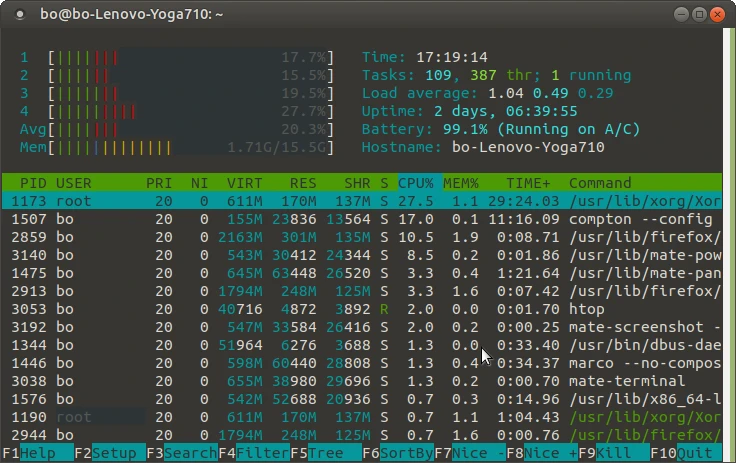 bo@bo-Lenovo-Yoga710: ~
1 [||||||| 17.7%] Time: 17:19:14
2 [|||||| 15.5%] Tasks: 109, 387 thr; 1 running
3 [||||||| 19.5%] Load average: 1.04 0.49 0.29
4 [||||||||| 27.7%] Uptime: 2 days, 06:39:55
Avg[||||||| 20.3%] Battery: 99.1% (Running on A/C)
Mem[||||||||||||| 1.71G/15.5G] Hostname: bo-Lenovo-Yoga710
PID USER PRI NI VIRT RES SHR S CPU% MEM% TIME+ Command
1173 root 20 0 611M 170M 137M S 27.5 1.1 29:24.03 /usr/lib/xorg/Xor
1507 bo 20 0 155M 23836 13564 S 17.0 0.1 11:16.09 compton --config
2859 bo 20 0 2163M 301M 135M S 10.5 1.9 0:08.71 /usr/lib/firefox/
3140 bo 20 0 543M 30412 24344 S 8.5 0.2 0:01.86 /usr/lib/mate-pow
1475 bo 20 0 645M 63448 26520 S 3.3 0.4 1:21.64 /usr/lib/mate-pan
2913 bo 20 0 1794M 248M 125M S 3.3 1.6 0:07.42 /usr/lib/firefox/
3053 bo 20 0 40716 4872 3892 R 2.0 0.0 0:01.70 htop
3192 bo 20 0 547M 33584 26416 S 2.0 0.2 0:00.25 mate-screenshot -
1344 bo 20 0 51964 6276 3688 S 1.3 0.0 0:33.40 /usr/bin/dbus-dae
1446 bo 20 0 598M 60440 28808 S 1.3 0.4 0:34.37 marco --no-compos
3038 bo 20 0 655M 38980 29696 S 1.3 0.2 0:00.70 mate-terminal
1576 bo 20 0 542M 52688 20936 S 0.7 0.3 0:14.96 /usr/lib/x86_64-l
1190 root 20 0 611M 170M 137M S 0.7 1.1 1:04.43 /usr/lib/xorg/Xor
2944 bo 20 0 1794M 248M 125M S 0.7 1.6 0:00.76 /usr/lib/firefox/
F1Help F2Setup F3SearchF4FilterF5Tree F6SortByF7Nice -F8Nice +F9Kill F10Quit